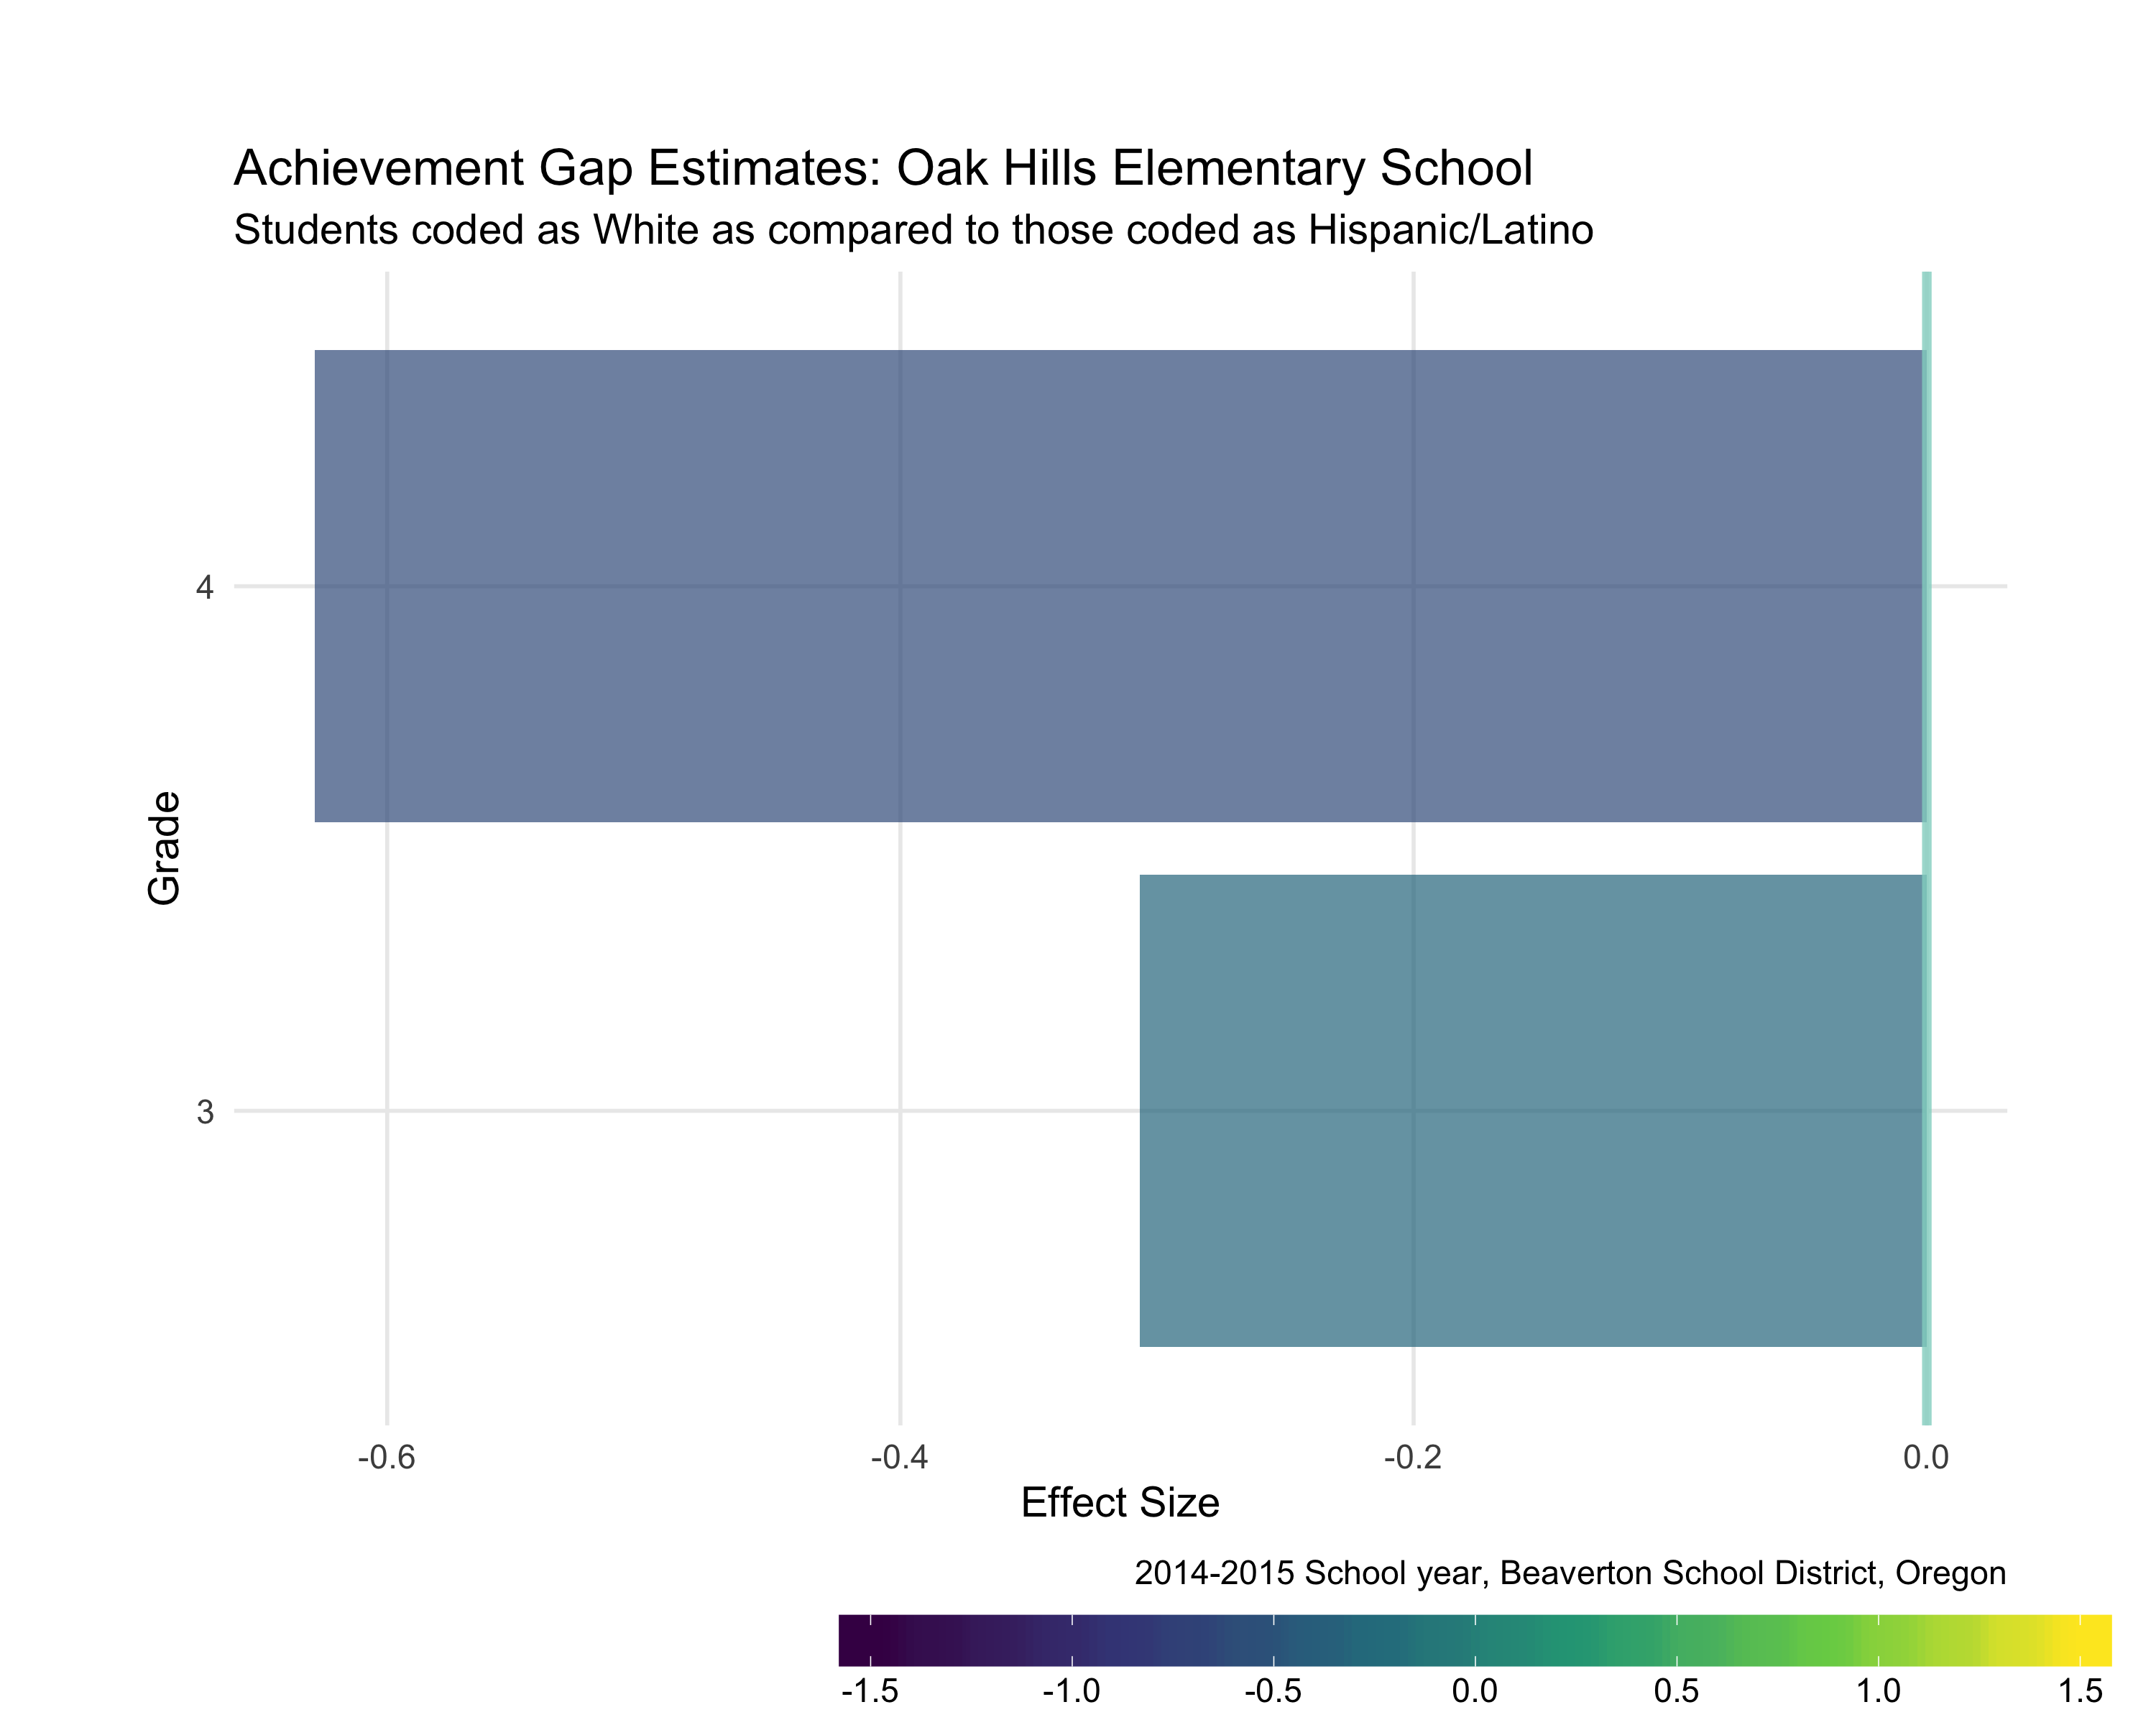 Achievement Gap Estimates: Oak Hills Elementary School
Students coded as White as compared to those coded as Hispanic/Latino
4
Grade
3
-0.6 -0.4 -0.2 0.0
Effect Size
2014-2015 School year, Beaverton School District, Oregon
-1.5 -1.0 -0.5 0.0 0.5 1.0 1.5